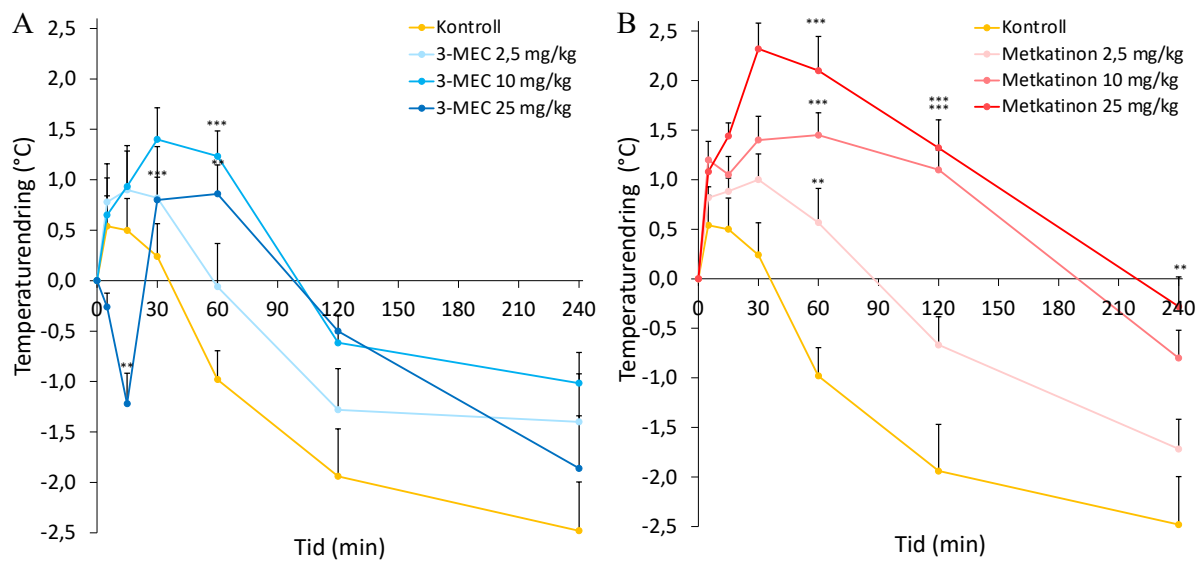 A
Kontroll
3-MEC 2,5 mg/kg
3-MEC 10 mg/kg
3-MEC 25 mg/kg
2,5
2,0
1,5
1,0
0,5
0,0
-0,5
-1,0
-1,5
-2,0
-2,5
Temperaturendring (°C)
***
**
***
**
0 30 60 90 120 150 180 210 240
Tid (min)
B
Kontroll
Metkatinon 2,5 mg/kg
Metkatinon 10 mg/kg
Metkatinon 25 mg/kg
2,5
2,0
1,5
1,0
0,5
0,0
-0,5
-1,0
-1,5
-2,0
-2,5
Temperaturendring (°C)
***
***
***
***
**
**
0 30 60 90 120 150 180 210 240
Tid (min)